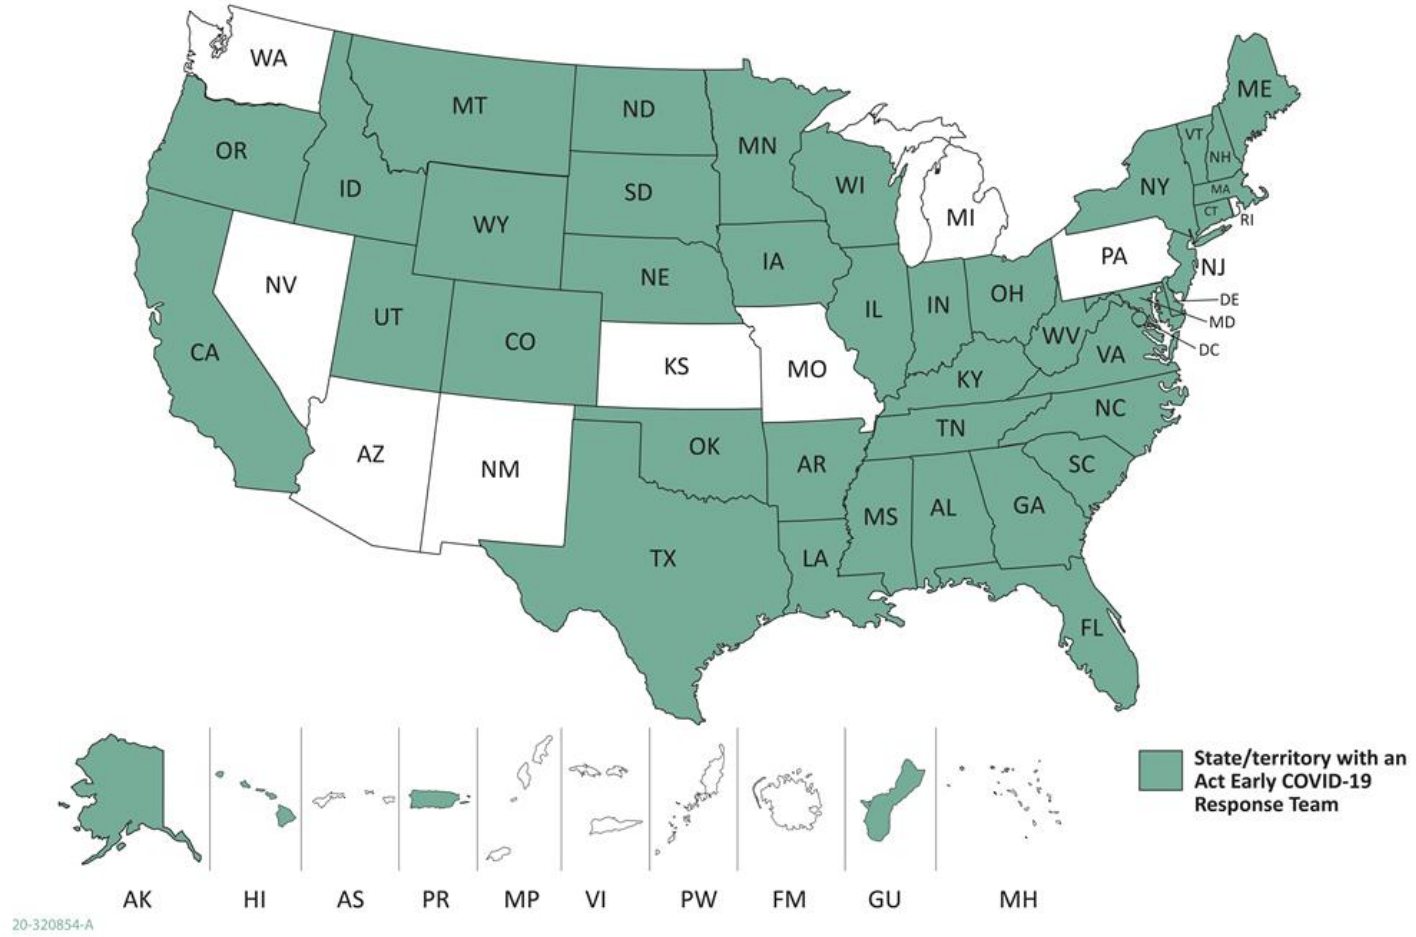 WA
MT
ND
MN
ME
OR
ID
SD
WI
VT
NH
NY
MA
WY
MI
CT
RI
NV
NE
IA
PA
NJ
UT
CO
IL
IN
OH
DE
MD
CA
KS
MO
WV
VA
DC
KY
NC
AZ
NM
OK
AR
TN
SC
MS
AL
GA
TX
LA
FL
State/territory with an
Act Early COVID-19
Response Team
AK
HI
AS
PR
MP
VI
PW
FM
GU
MH
20-320854-A